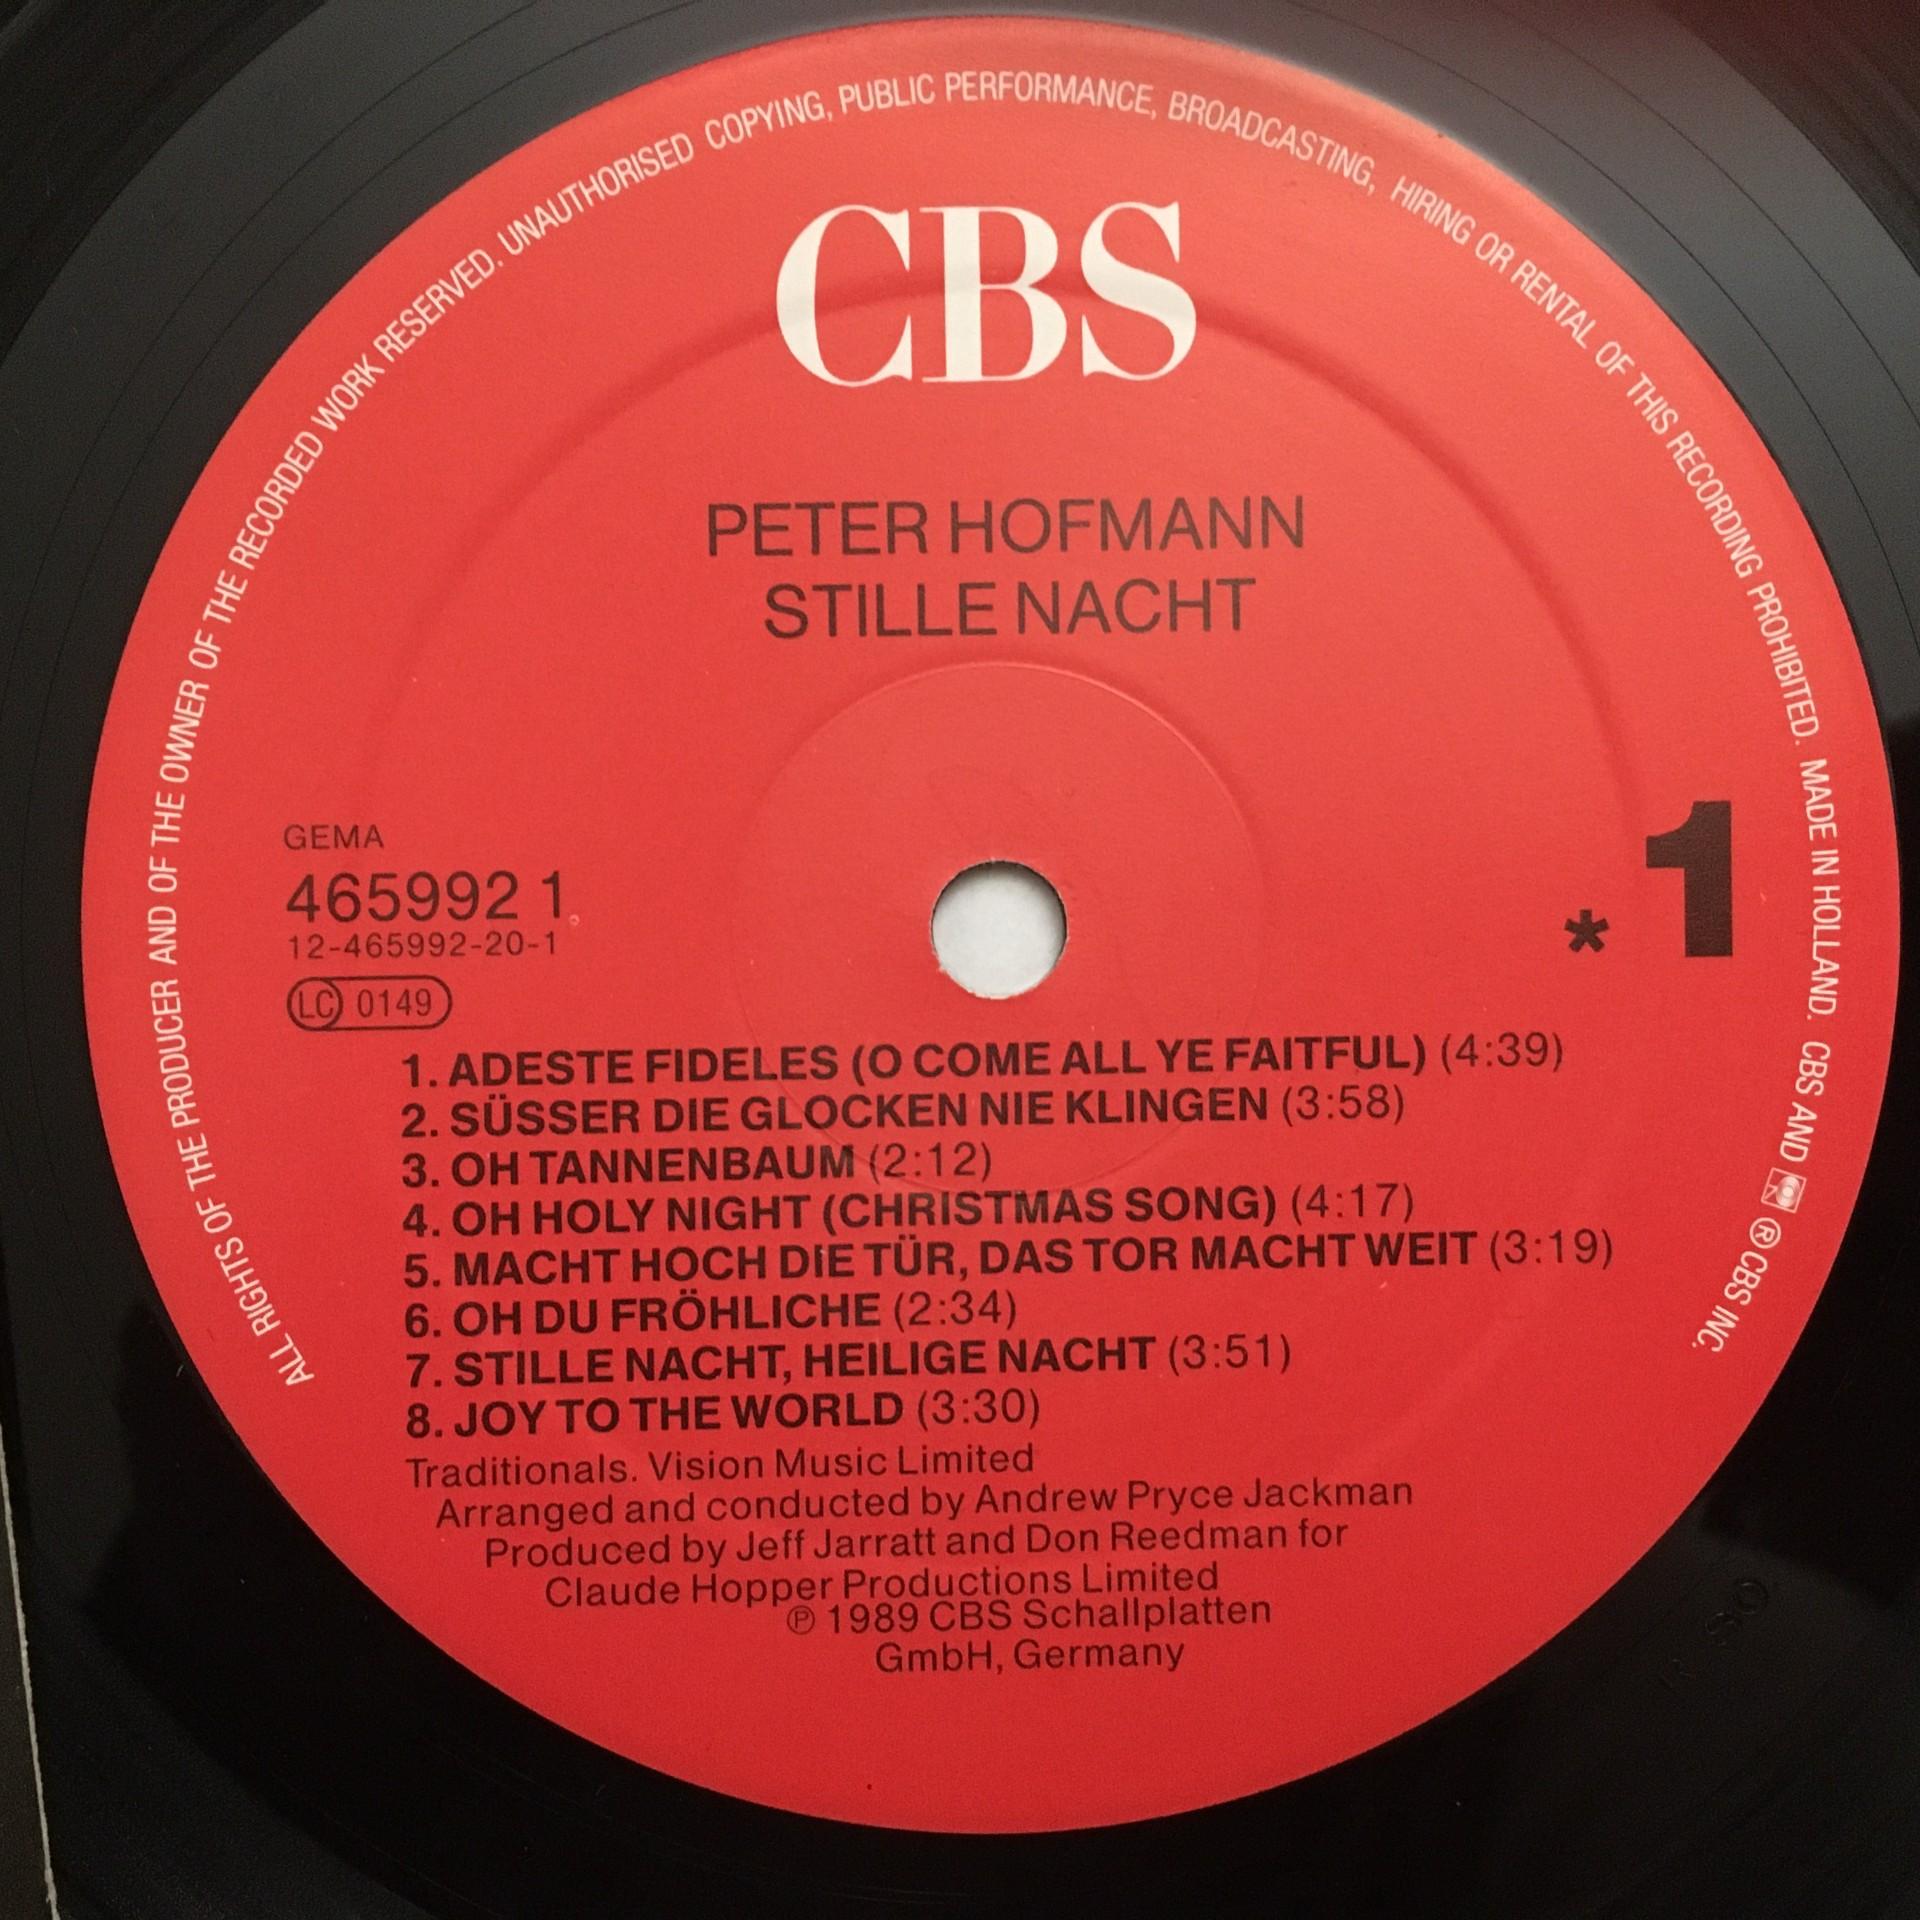 ALL RIGHTS OF THE PRODUCER AND OF THE OWNER OF THE RECORDED WORK RESERVED. UNAUTHORISED COPYING, PUBLIC PERFORMANCE, BROADCASTING, HIRING OR RENTAL OF THIS RECORDING PROHIBITED. MADE IN HOLLAND. CBS AND ® CBS INC.
CBS
PETER HOFMANN
STILLE NACHT
GEMA
465992 1
12-465992-20-1
LC 0149
* 1
1. ADESTE FIDELES (O COME ALL YE FAITFUL) (4:39)
2. SÜSSER DIE GLOCKEN NIE KLINGEN (3:58)
3. OH TANNENBAUM (2:12)
4. OH HOLY NIGHT (CHRISTMAS SONG) (4:17)
5. MACHT HOCH DIE TÜR, DAS TOR MACHT WEIT (3:19)
6. OH DU FRÖHLICHE (2:34)
7. STILLE NACHT, HEILIGE NACHT (3:51)
8. JOY TO THE WORLD (3:30)
Traditionals. Vision Music Limited
Arranged and conducted by Andrew Pryce Jackman
Produced by Jeff Jarratt and Don Reedman for
Claude Hopper Productions Limited
℗ 1989 CBS Schallplatten
GmbH, Germany